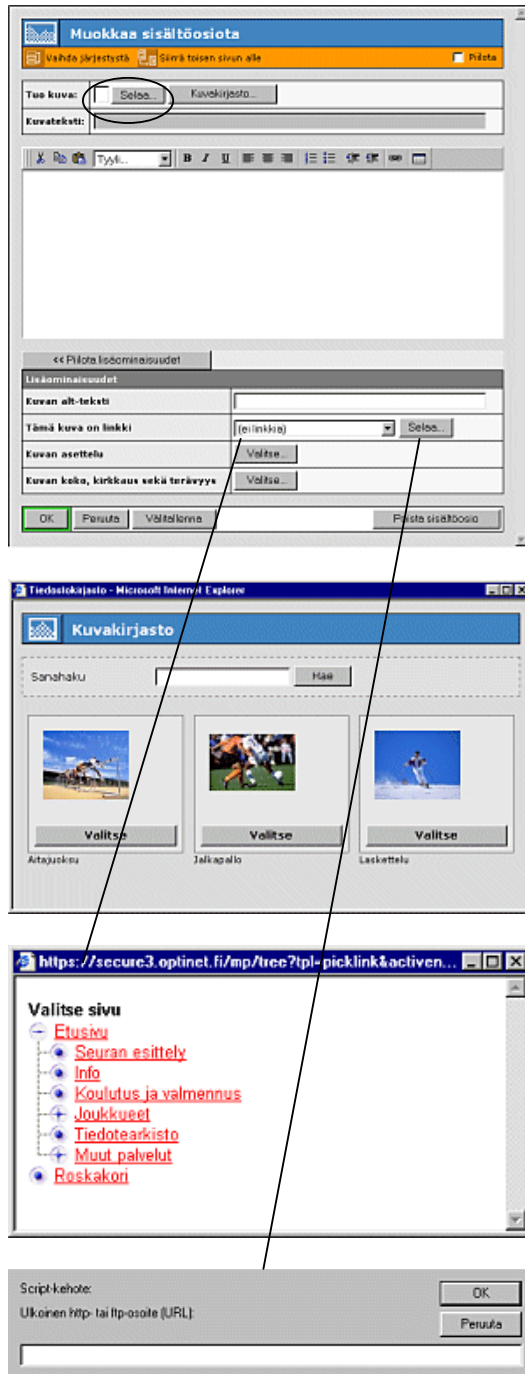 Muokkaa sisältöosiota
Vaihda järjestystä Siirrä toisen sivun alle Piilota
Tuo kuva: Selaa... Kuvakirjasto...
Kuvateksti:
Tyyli... B I U
<< Piilota lisäominaisuudet
Lisäominaisuudet
Kuvan alt-teksti
Tämä kuva on linkki (ei linkkiä) Selaa...
Kuvan asettelu Valitse...
Kuvan koko, kirkkaus sekä terävyys Valitse...
OK Peruuta Välitallenna Poista sisältöosio
Tiedostokirjasto - Microsoft Internet Explorer
Kuvakirjasto
Sanahaku Hae
Valitse Valitse Valitse
Aitajuoksu Jalkapallo Laskettelu
https://secure3.optinet.fi/mp/tree?tpl=picklink&activen...
Valitse sivu
Etusivu
Seuran esittely
Info
Koulutus ja valmennus
Joukkueet
Tiedotearkisto
Muut palvelut
Roskakori
Script-kehote: OK
Ulkoinen http- tai ftp-osoite (URL): Peruuta